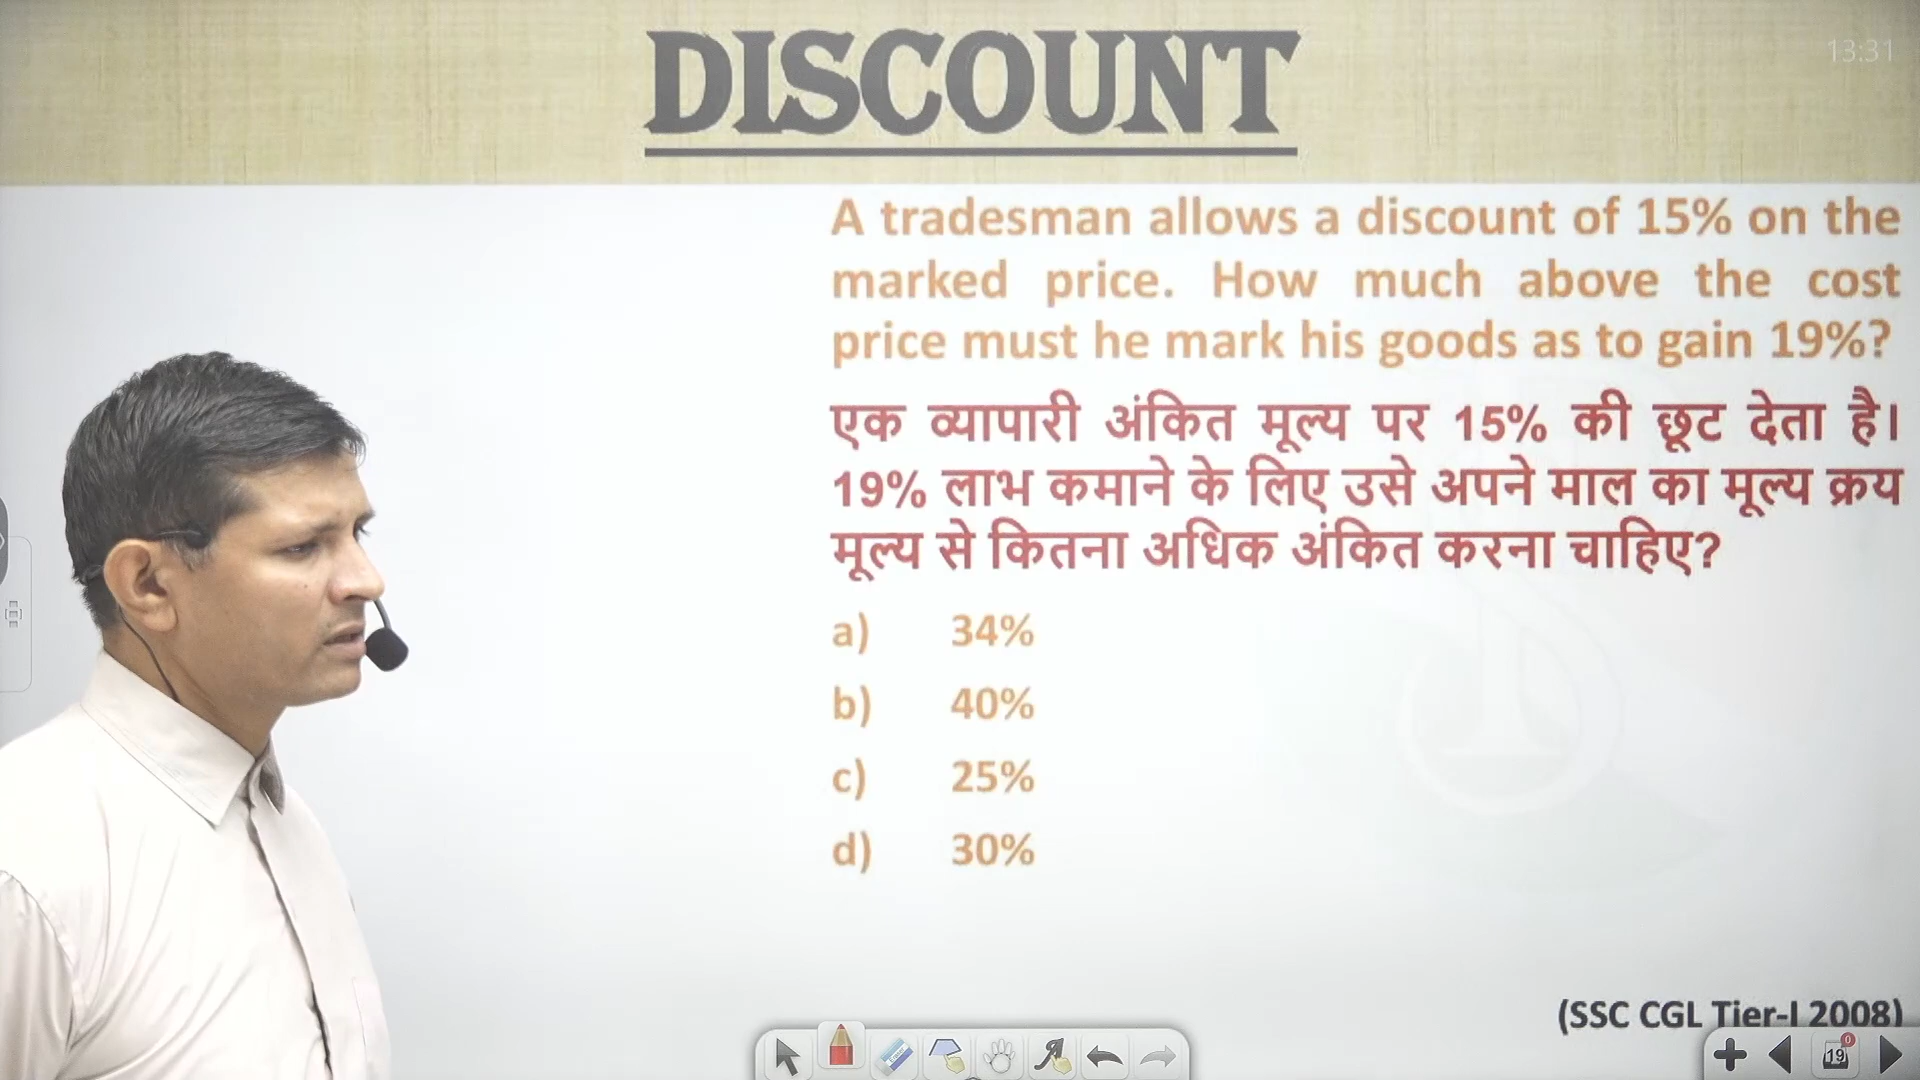 DISCOUNT
13:31
A tradesman allows a discount of 15% on the
marked price. How much above the cost
price must he mark his goods as to gain 19%?
एक व्यापारी अंकित मूल्य पर 15% की छूट देता है।
19% लाभ कमाने के लिए उसे अपने माल का मूल्य क्रय
मूल्य से कितना अधिक अंकित करना चाहिए?
a) 34%
b) 40%
c) 25%
d) 30%
(SSC CGL Tier-I 2008)
19
0